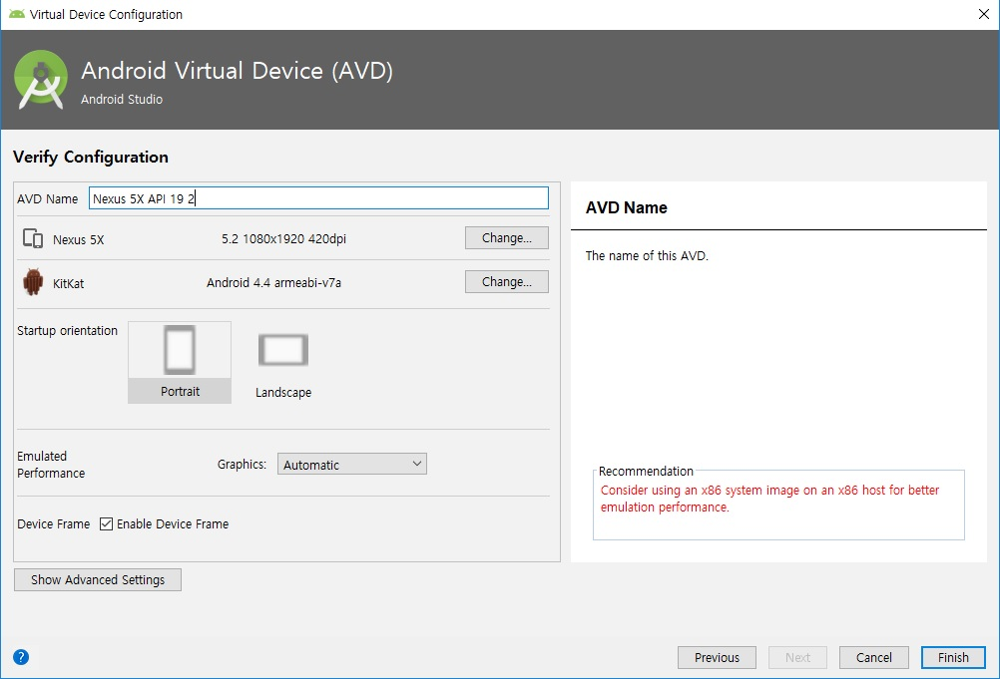 Virtual Device Configuration
Android Virtual Device (AVD)
Android Studio
Verify Configuration
AVD Name Nexus 5X API 19 2
Nexus 5X 5.2 1080x1920 420dpi Change...
KitKat Android 4.4 armeabi-v7a Change...
Startup orientation
Portrait
Landscape
Emulated
Performance
Graphics: Automatic
Device Frame Enable Device Frame
Show Advanced Settings
AVD Name
The name of this AVD.
Recommendation
Consider using an x86 system image on an x86 host for better
emulation performance.
?
Previous Next Cancel Finish